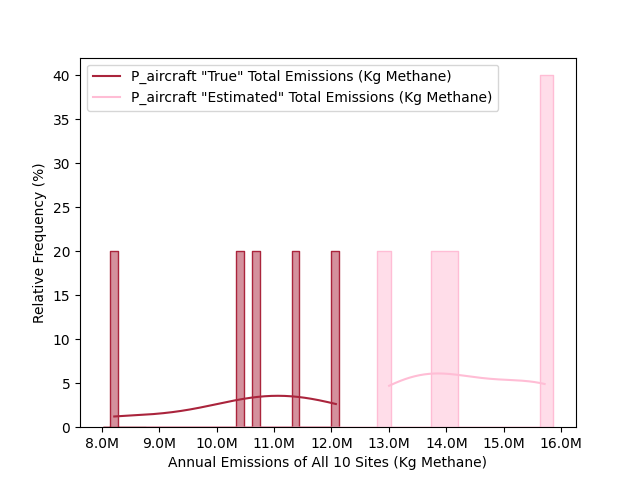 P_aircraft "True" Total Emissions (Kg Methane)
P_aircraft "Estimated" Total Emissions (Kg Methane)
Relative Frequency (%)
40
35
30
25
20
15
10
5
0
8.0M 9.0M 10.0M 11.0M 12.0M 13.0M 14.0M 15.0M 16.0M
Annual Emissions of All 10 Sites (Kg Methane)